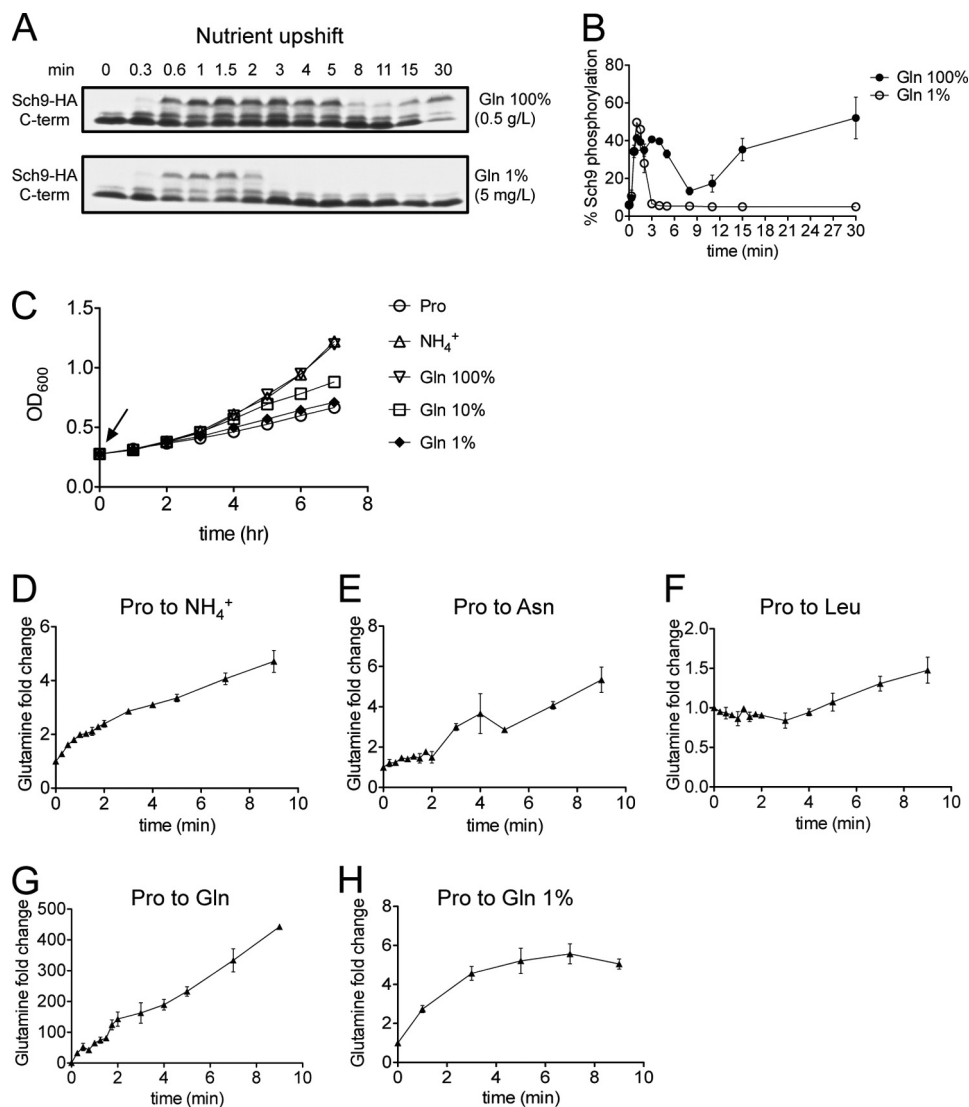 A
Nutrient upshift
min 0 0.3 0.6 1 1.5 2 3 4 5 8 11 15 30
Sch9-HA
C-term
Gln 100%
(0.5 g/L)
Sch9-HA
C-term
Gln 1%
(5 mg/L)
B
% Sch9 phosphorylation
80
60
40
20
0
0 3 6 9 12 15 18 21 24 27 30
time (min)
Gln 100%
Gln 1%
C
OD600
1.5
1.0
0.5
0.0
0 2 4 6 8
time (hr)
Pro
NH4+
Gln 100%
Gln 10%
Gln 1%
D
Pro to NH4+
Glutamine fold change
6
4
2
0
0 2 4 6 8 10
time (min)
E
Pro to Asn
Glutamine fold change
8
6
4
2
0
0 2 4 6 8 10
time (min)
F
Pro to Leu
Glutamine fold change
2.0
1.5
1.0
0.5
0.0
0 2 4 6 8 10
time (min)
G
Pro to Gln
Glutamine fold change
500
400
300
200
100
0
0 2 4 6 8 10
time (min)
H
Pro to Gln 1%
Glutamine fold change
8
6
4
2
0
0 2 4 6 8 10
time (min)